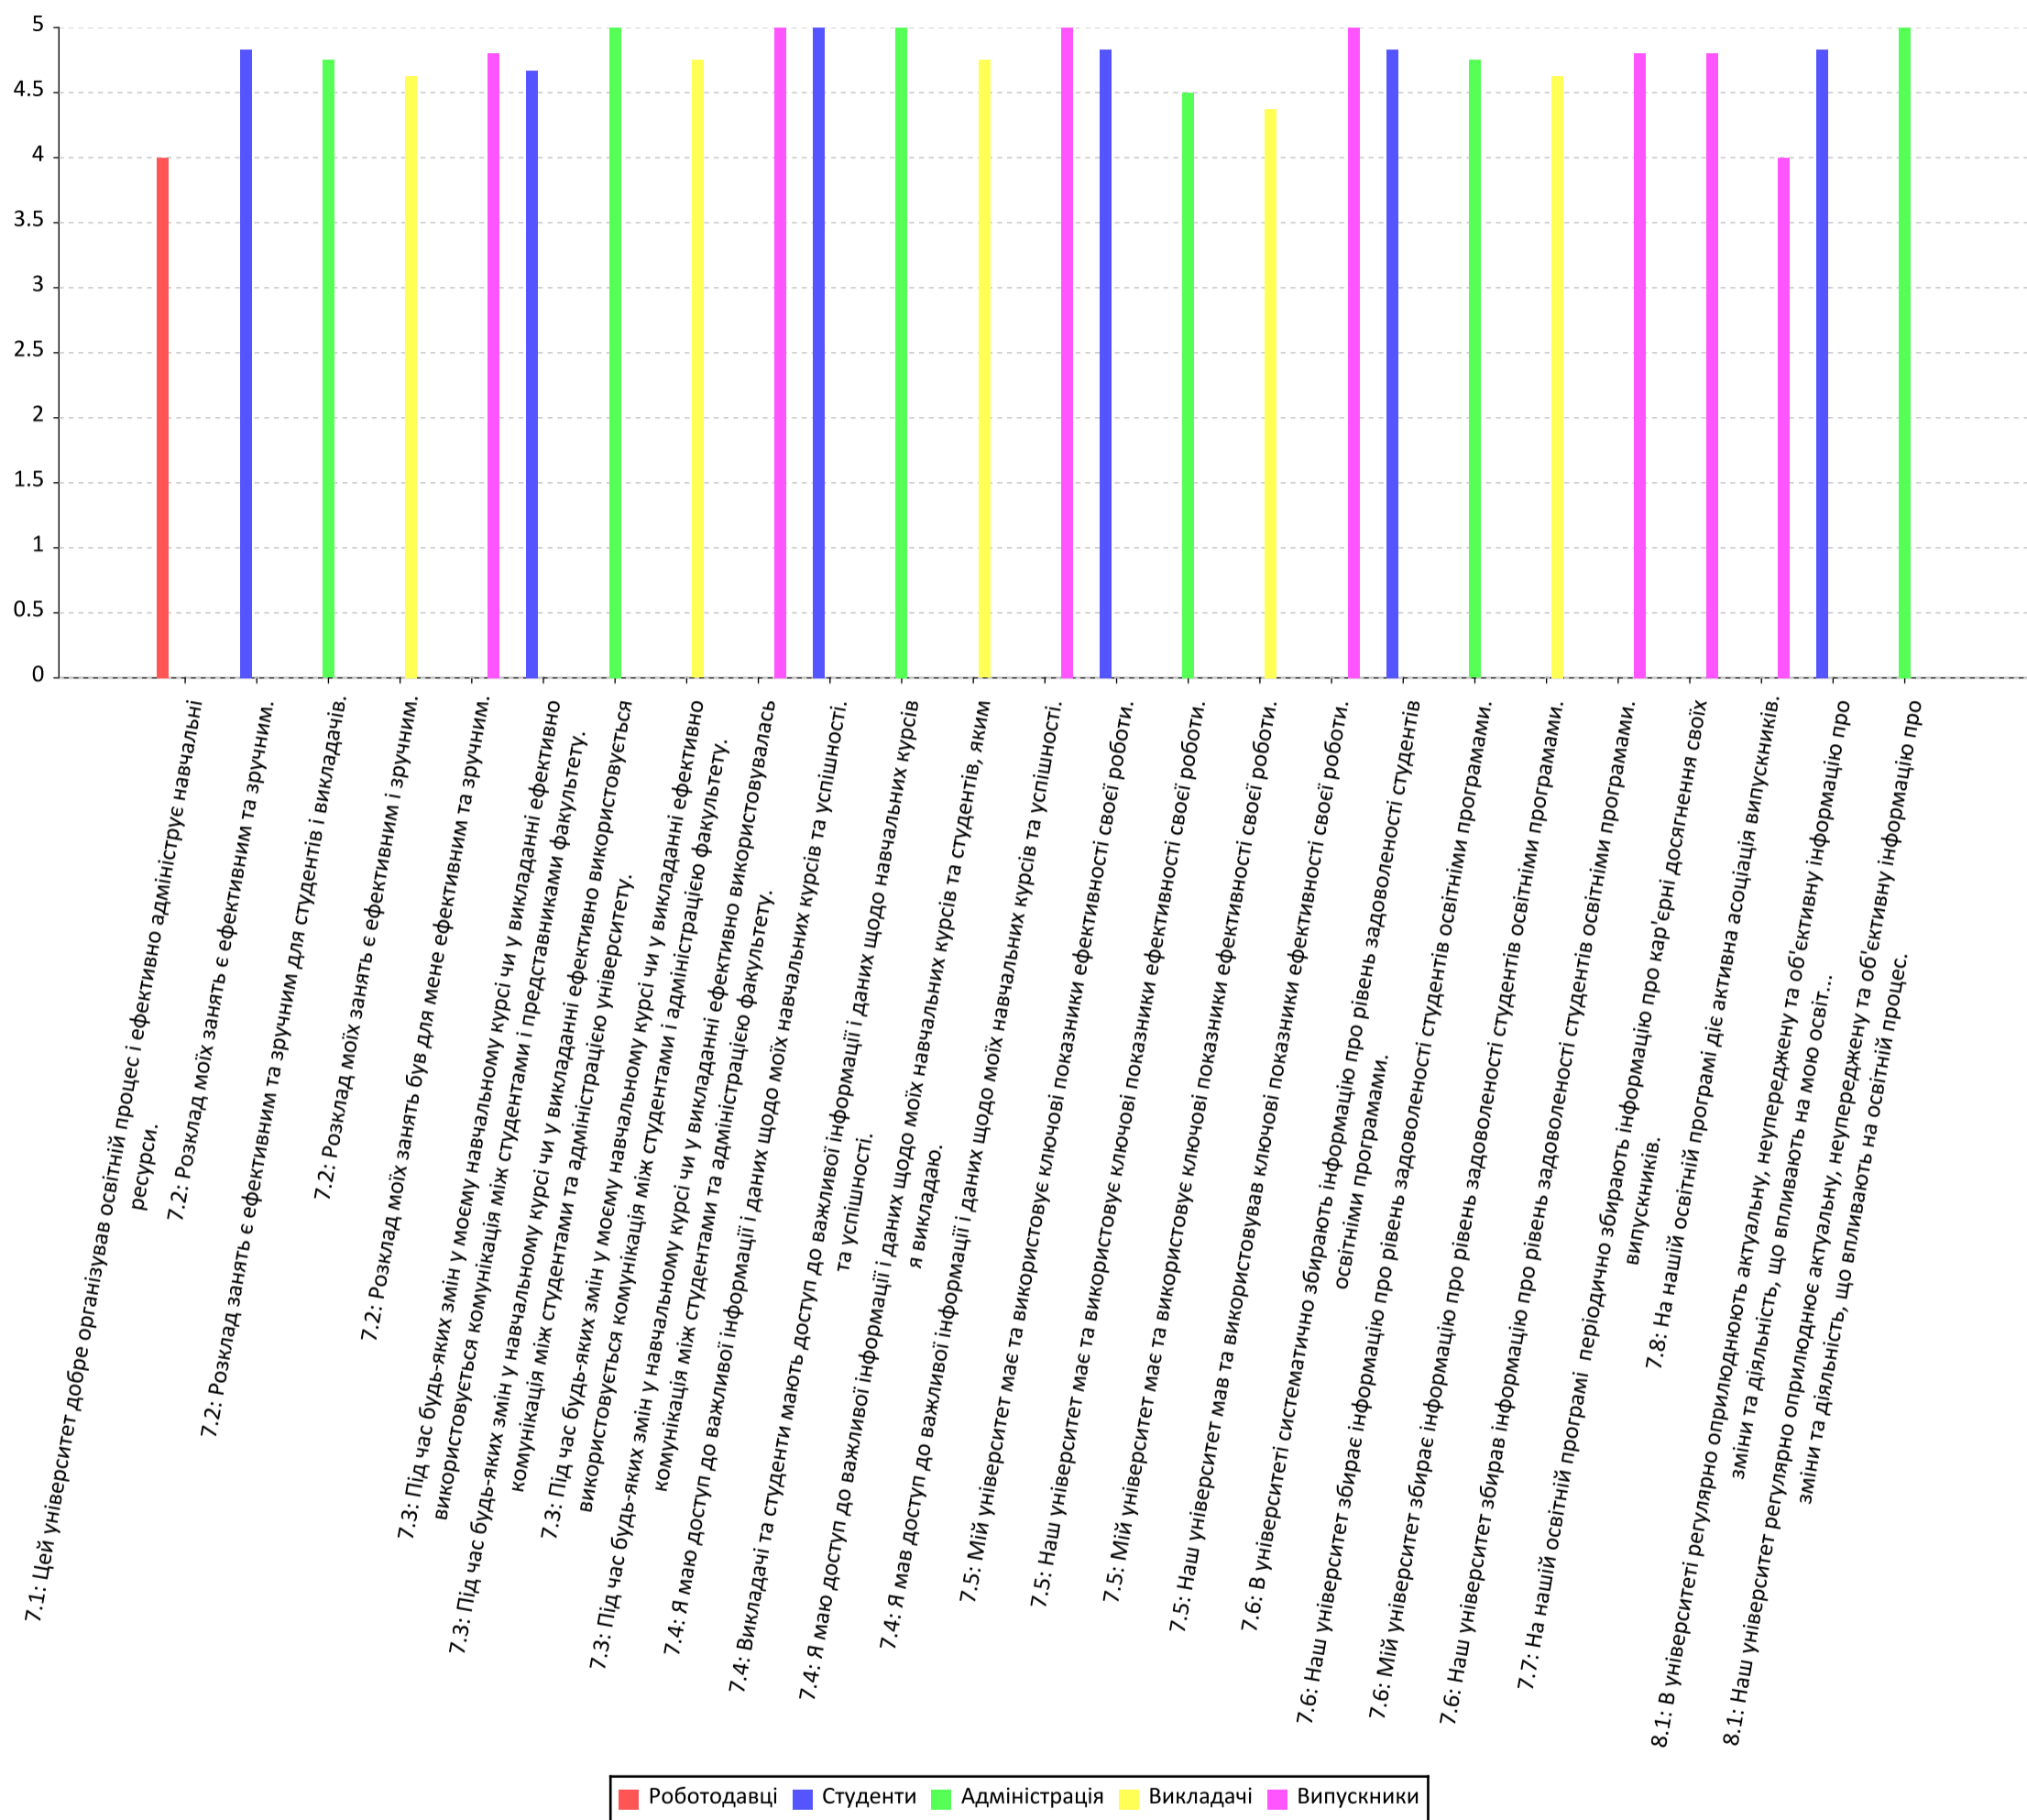 5
4.5
4
3.5
3
2.5
2
1.5
1
0.5
0
7.1: Цей університет добре організував освітній процес і ефективно адмініструє навчальні
ресурси.
7.2: Розклад моїх занять є ефективним та зручним.
7.2: Розклад занять є ефективним та зручним для студентів і викладачів.
7.2: Розклад моїх занять є ефективним і зручним.
7.2: Розклад моїх занять був для мене ефективним та зручним.
7.3: Під час будь-яких змін у моєму навчальному курсі чи у викладанні ефективно
використовується комунікація між студентами і представниками факультету.
7.3: Під час будь-яких змін у навчальному курсі чи у викладанні ефективно використовується
комунікація між студентами та адміністрацією університету.
7.3: Під час будь-яких змін у моєму навчальному курсі чи у викладанні ефективно
використовується комунікація між студентами і адміністрацією факультету.
7.3: Під час будь-яких змін у навчальному курсі чи у викладанні ефективно використовувалась
комунікація між студентами та адміністрацією факультету.
7.4: Я маю доступ до важливої інформації і даних щодо моїх навчальних курсів та успішності.
7.4: Викладачі та студенти мають доступ до важливої інформації і даних щодо навчальних курсів
та успішності.
7.4: Я маю доступ до важливої інформації і даних щодо моїх навчальних курсів та студентів, яким
я викладаю.
7.4: Я мав доступ до важливої інформації і даних щодо моїх навчальних курсів та успішності.
7.5: Мій університет має та використовує ключові показники ефективності своєї роботи.
7.5: Наш університет має та використовує ключові показники ефективності своєї роботи.
7.5: Мій університет має та використовує ключові показники ефективності своєї роботи.
7.5: Наш університет мав та використовував ключові показники ефективності своєї роботи.
7.6: В університеті систематично збирають інформацію про рівень задоволеності студентів
освітніми програмами.
7.6: Наш університет збирає інформацію про рівень задоволеності студентів освітніми програмами.
7.6: Мій університет збирає інформацію про рівень задоволеності студентів освітніми програмами.
7.6: Наш університет збирав інформацію про рівень задоволеності студентів освітніми програмами.
7.7: На нашій освітній програмі періодично збирають інформацію про кар'єрні досягнення своїх
випускників.
7.8: На нашій освітній програмі діє активна асоціація випускників.
8.1: В університеті регулярно оприлюднюють актуальну, неупереджену та об'єктивну інформацію про
зміни та діяльність, що впливають на мою освіт...
8.1: Наш університет регулярно оприлюднює актуальну, неупереджену та об'єктивну інформацію про
зміни та діяльність, що впливають на освітній процес.
Роботодавці Студенти Адміністрація Викладачі Випускники